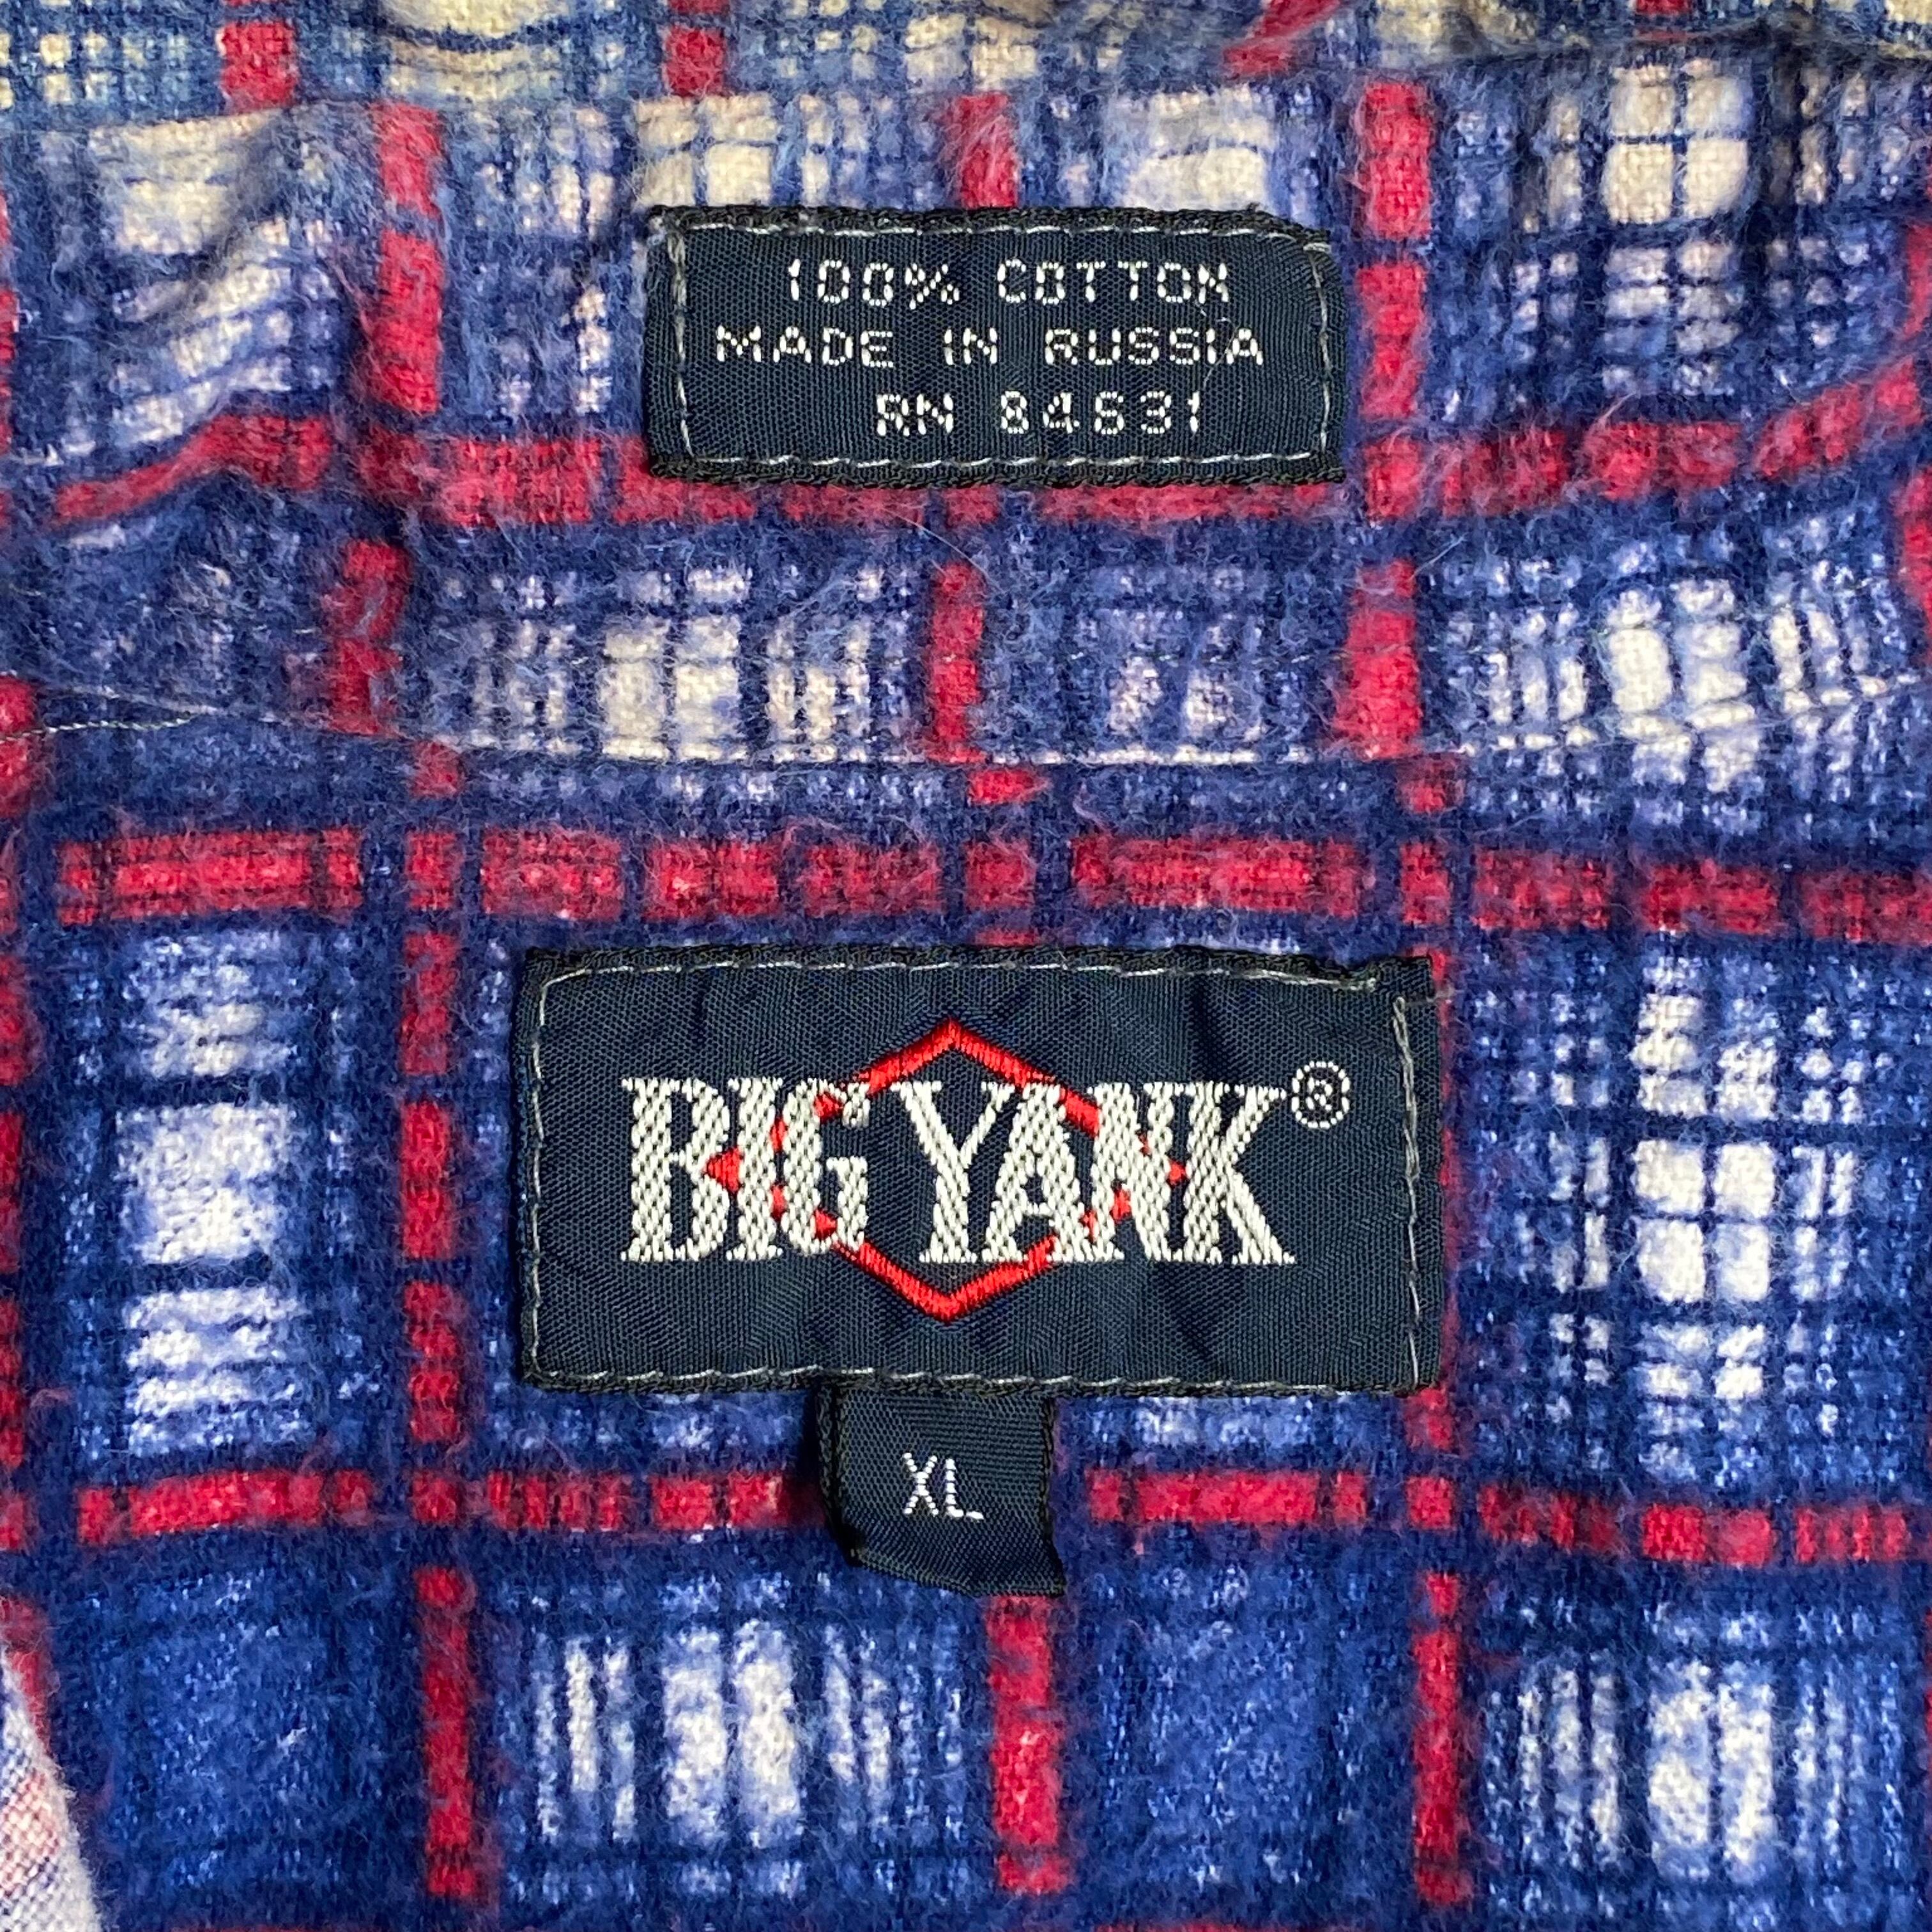 100% COTTON
MADE IN RUSSIA
RN 84631
BIG YANK®
XL